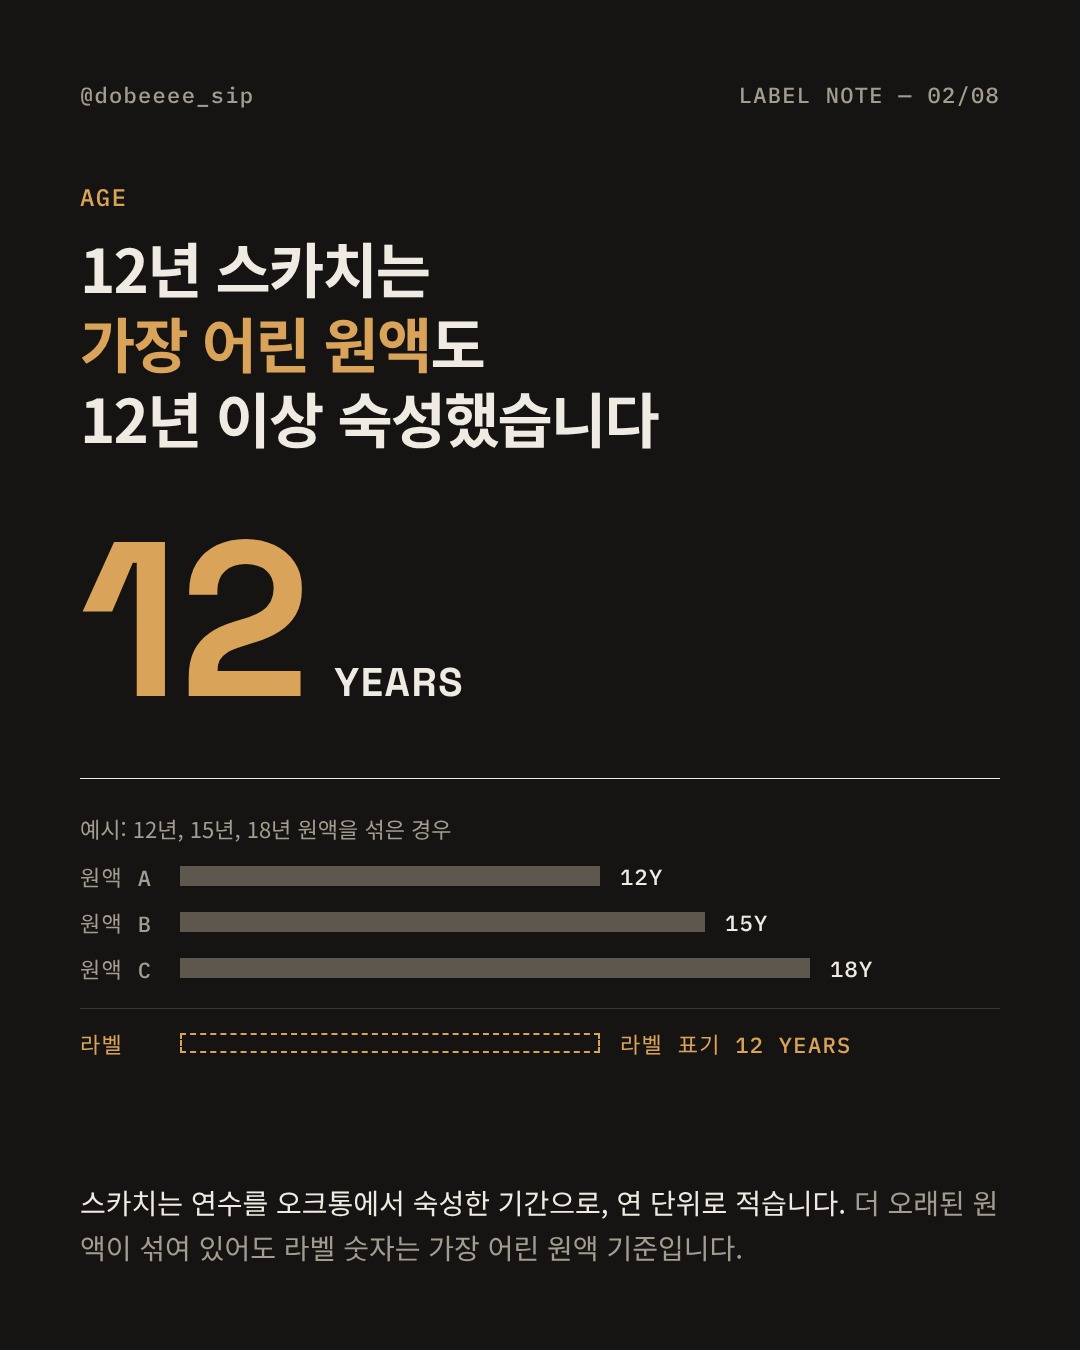 @dobeeee_sip
LABEL NOTE — 02/08
AGE
12년 스카치는
가장 어린 원액도
12년 이상 숙성했습니다
12 YEARS
예시: 12년, 15년, 18년 원액을 섞은 경우
원액 A 12Y
원액 B 15Y
원액 C 18Y
라벨 라벨 표기 12 YEARS
스카치는 연수를 오크통에서 숙성한 기간으로, 연 단위로 적습니다. 더 오래된 원
액이 섞여 있어도 라벨 숫자는 가장 어린 원액 기준입니다.